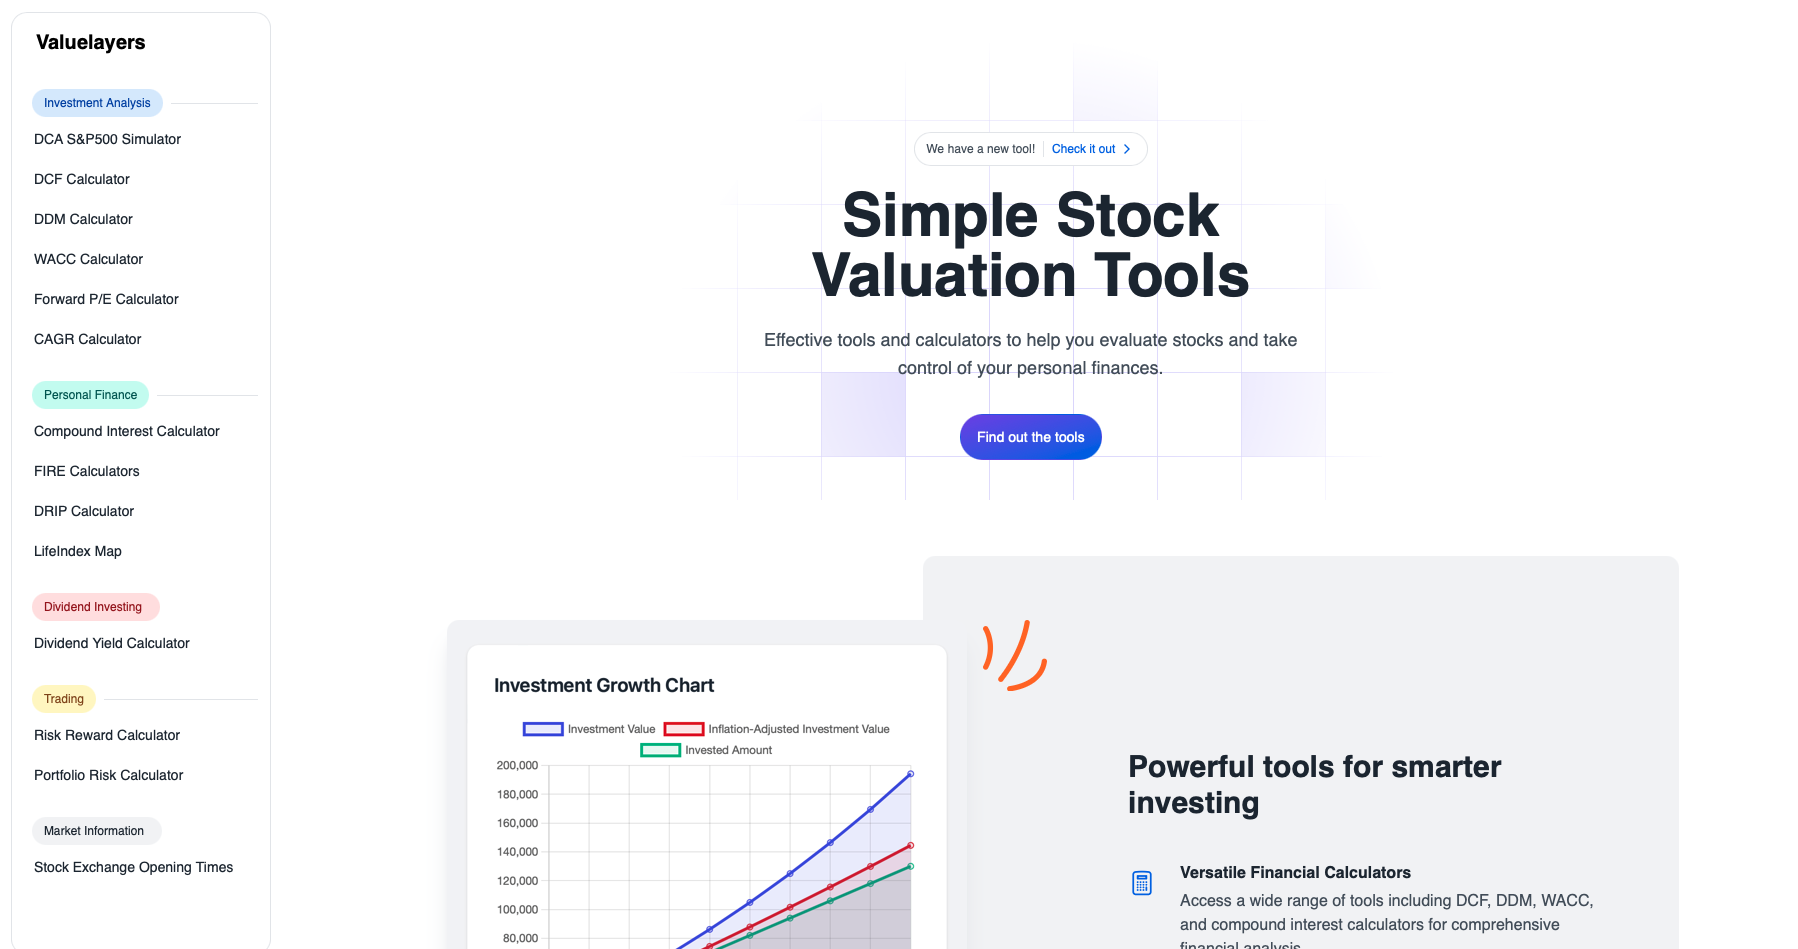 Valuelayers
Investment Analysis
DCA S&P500 Simulator
DCF Calculator
DDM Calculator
WACC Calculator
Forward P/E Calculator
CAGR Calculator
Personal Finance
Compound Interest Calculator
FIRE Calculators
DRIP Calculator
LifeIndex Map
Dividend Investing
Dividend Yield Calculator
Trading
Risk Reward Calculator
Portfolio Risk Calculator
Market Information
Stock Exchange Opening Times
We have a new tool! Check it out
Simple Stock
Valuation Tools
Effective tools and calculators to help you evaluate stocks and take
control of your personal finances.
Find out the tools
Investment Growth Chart
Investment Value Inflation-Adjusted Investment Value
Invested Amount
200,000
180,000
160,000
140,000
120,000
100,000
80,000
Powerful tools for smarter
investing
Versatile Financial Calculators
Access a wide range of tools including DCF, DDM, WACC,
and compound interest calculators for comprehensive
financial analysis.